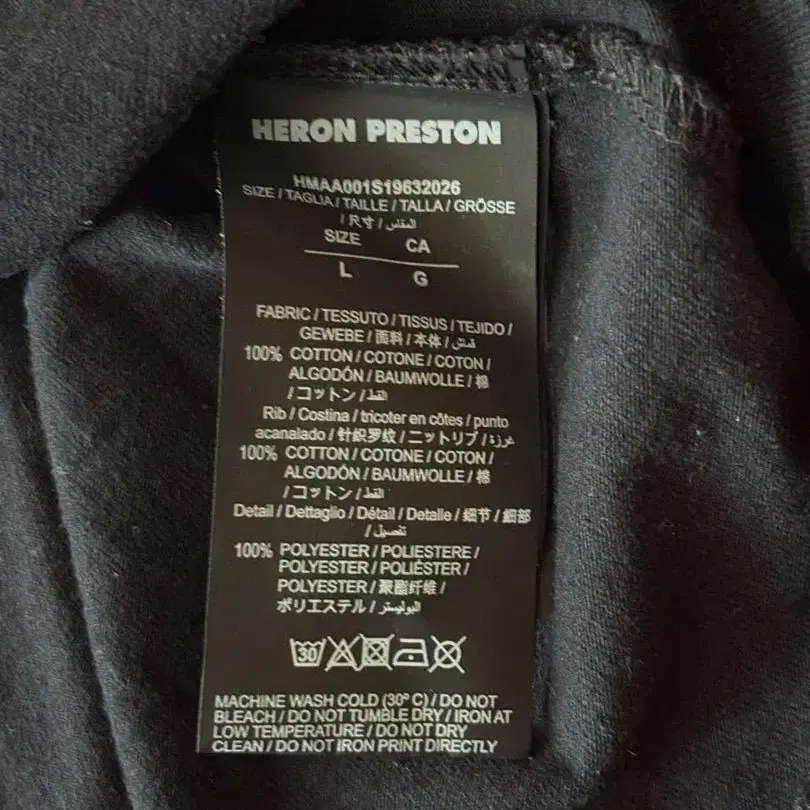 HERON PRESTON
HMAA001S19632026
SIZE / TAGLIA / TAILLE / TALLA / GRÖSSE
/ 尺寸 / المقاس
SIZE CA
L G
FABRIC / TESSUTO / TISSUS / TEJIDO /
GEWEBE / 面料 / 本体 / قماش
100% COTTON / COTONE / COTON /
ALGODÓN / BAUMWOLLE / 棉
/ コットン / القط
Rib / Costina / tricoter en côtes / punto
acanalado / 针织罗纹 / ニットリブ / غرزة
100% COTTON / COTONE / COTON /
ALGODÓN / BAUMWOLLE / 棉
/ コットン / القط
Detail / Dettaglio / Détail / Detalle / 细节 / 細部
/ تفصيل
100% POLYESTER / POLIESTERE /
POLYESTER / POLIÉSTER /
POLYESTER / 聚酯纤维 /
ポリエステル / البوليستر
30
MACHINE WASH COLD (30º C) / DO NOT
BLEACH / DO NOT TUMBLE DRY / IRON AT
LOW TEMPERATURE / DO NOT DRY
CLEAN / DO NOT IRON PRINT DIRECTLY